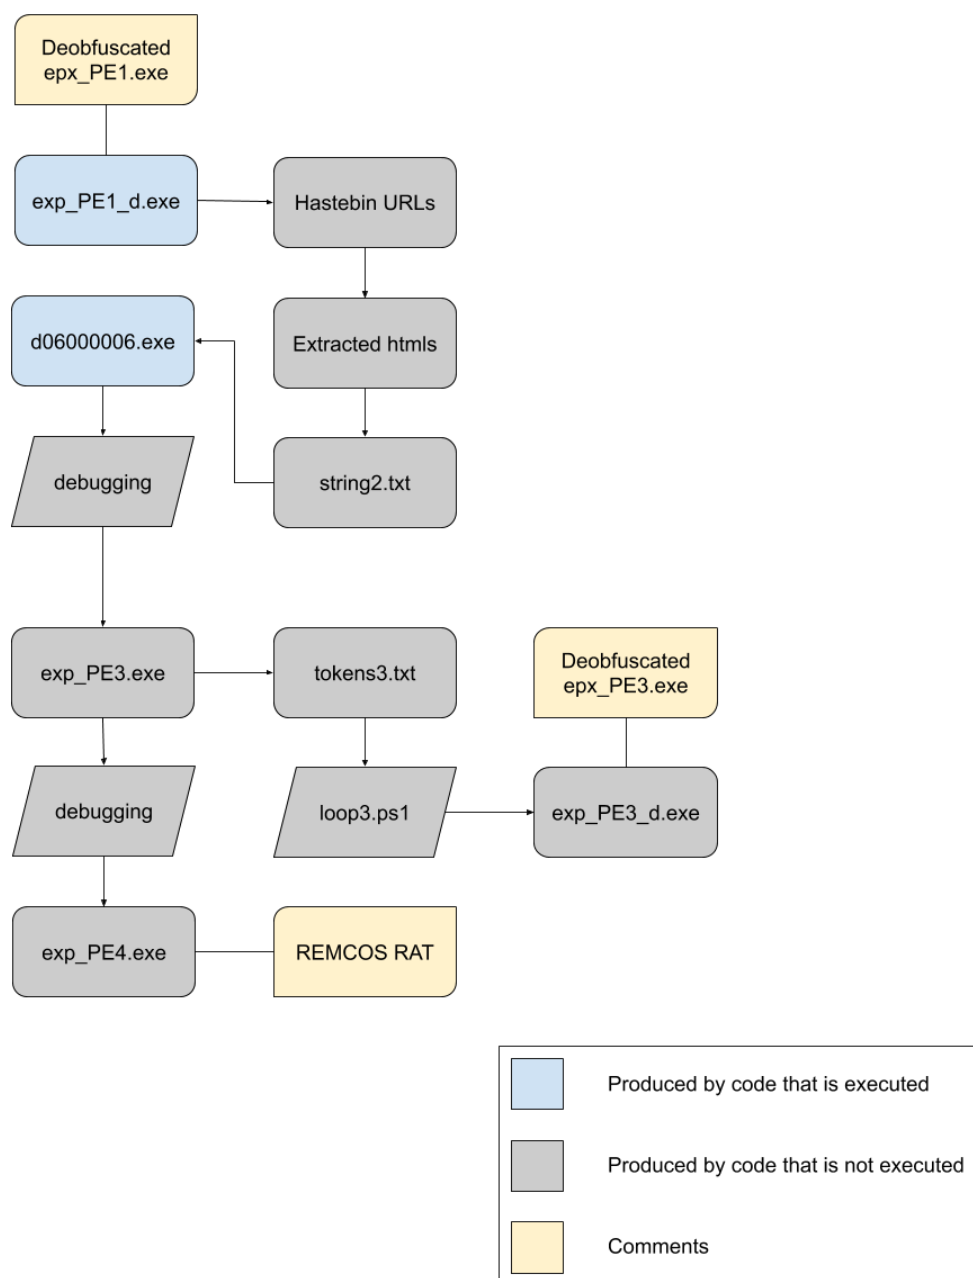 Deobfuscated
epx_PE1.exe
exp_PE1_d.exe
Hastebin URLs
d06000006.exe
Extracted htmls
debugging
string2.txt
exp_PE3.exe
tokens3.txt
Deobfuscated
epx_PE3.exe
debugging
loop3.ps1
exp_PE3_d.exe
exp_PE4.exe
REMCOS RAT
Produced by code that is executed
Produced by code that is not executed
Comments